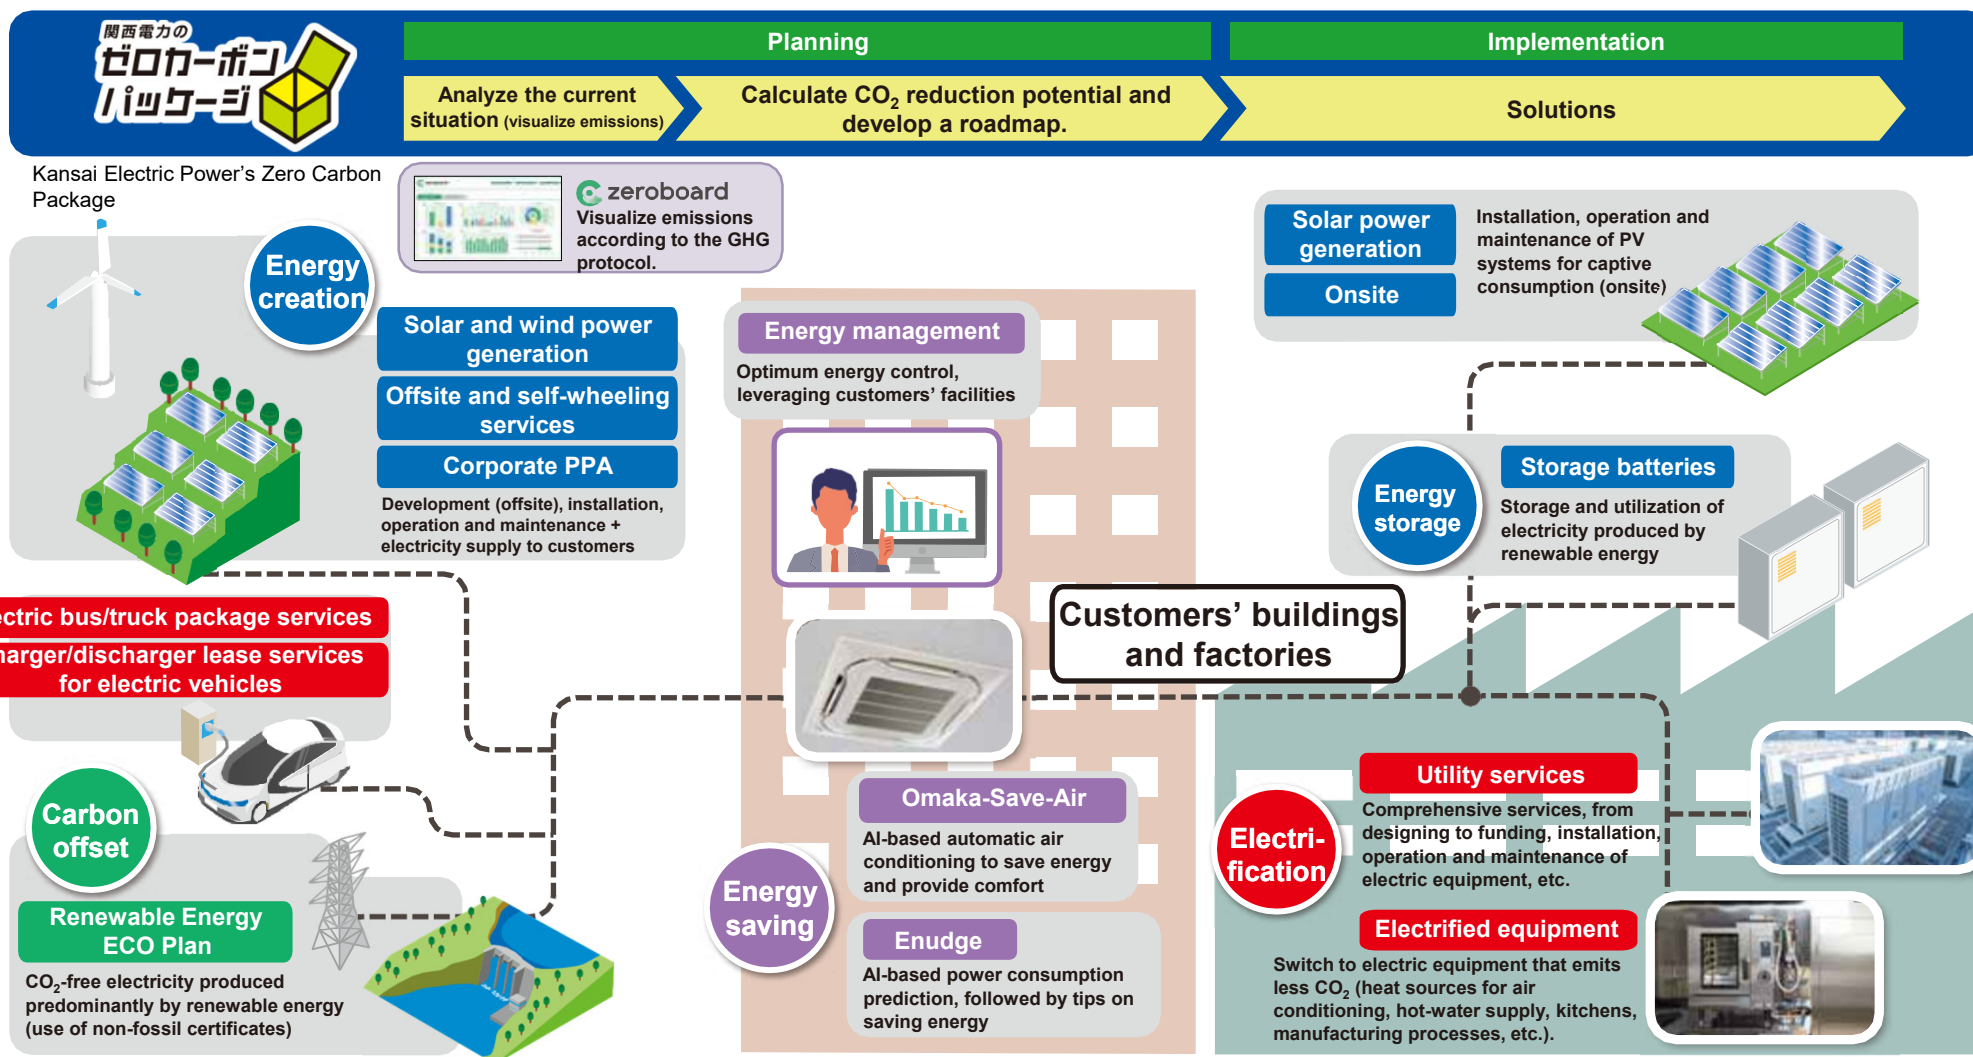 関西電力の
ゼロカーボン
パッケージ
Planning
Implementation
Analyze the current
situation (visualize emissions)
Calculate CO₂ reduction potential and
develop a roadmap.
Solutions
Kansai Electric Power's Zero Carbon
Package
zeroboard
Visualize emissions
according to the GHG
protocol.
Energy
creation
Solar and wind power
generation
Offsite and self-wheeling
services
Corporate PPA
Development (offsite), installation,
operation and maintenance +
electricity supply to customers
Energy management
Optimum energy control,
leveraging customers' facilities
Solar power
generation
Onsite
Installation, operation and
maintenance of PV
systems for captive
consumption (onsite)
Energy
storage
Storage batteries
Storage and utilization of
electricity produced by
renewable energy
Customers' buildings
and factories
ctric bus/truck package services
arger/discharger lease services
for electric vehicles
Carbon
offset
Renewable Energy
ECO Plan
CO₂-free electricity produced
predominantly by renewable energy
(use of non-fossil certificates)
Energy
saving
Omaka-Save-Air
AI-based automatic air
conditioning to save energy
and provide comfort
Enudge
AI-based power consumption
prediction, followed by tips on
saving energy
Electri-
fication
Utility services
Comprehensive services, from
designing to funding, installation,
operation and maintenance of
electric equipment, etc.
Electrified equipment
Switch to electric equipment that emits
less CO₂ (heat sources for air
conditioning, hot-water supply, kitchens,
manufacturing processes, etc.).